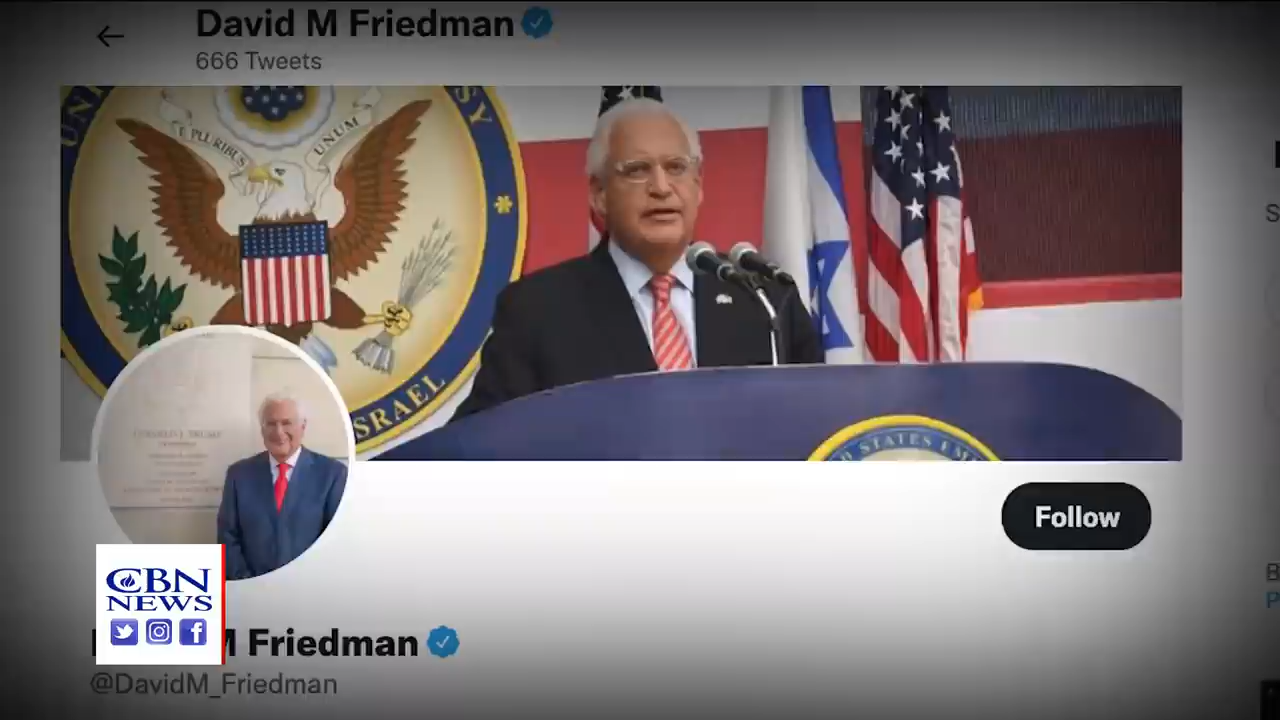 David M Friedman
666 Tweets
E PLURIBUS UNUM
SRAEL
Follow
CBN
NEWS
M Friedman
@DavidM_Friedman